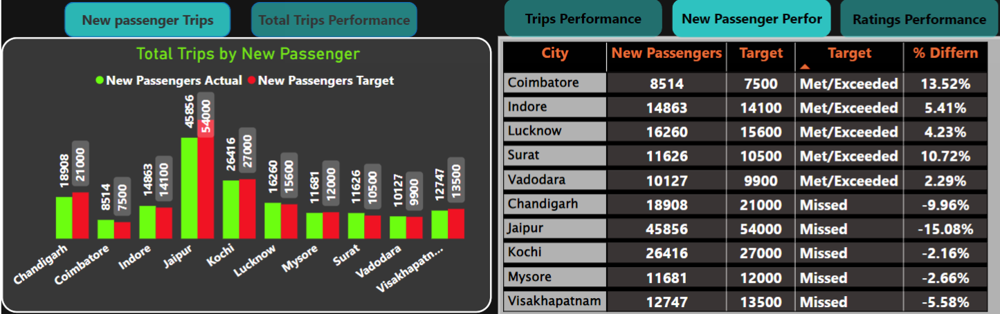 New passenger Trips
Total Trips Performance
Total Trips by New Passenger
New Passengers Actual New Passengers Target
18908 21000 8514 7500 14863 14100 45856 54000 26416 27000 16260 15600 11681 12000 11626 10500 10127 9900 12747 13500
Chandigarh Coimbatore Indore Jaipur Kochi Lucknow Mysore Surat Vadodara Visakhapatn...
Trips Performance
New Passenger Perfor
Ratings Performance
City New Passengers Target Target % Differn
Coimbatore 8514 7500 Met/Exceeded 13.52%
Indore 14863 14100 Met/Exceeded 5.41%
Lucknow 16260 15600 Met/Exceeded 4.23%
Surat 11626 10500 Met/Exceeded 10.72%
Vadodara 10127 9900 Met/Exceeded 2.29%
Chandigarh 18908 21000 Missed -9.96%
Jaipur 45856 54000 Missed -15.08%
Kochi 26416 27000 Missed -2.16%
Mysore 11681 12000 Missed -2.66%
Visakhapatnam 12747 13500 Missed -5.58%